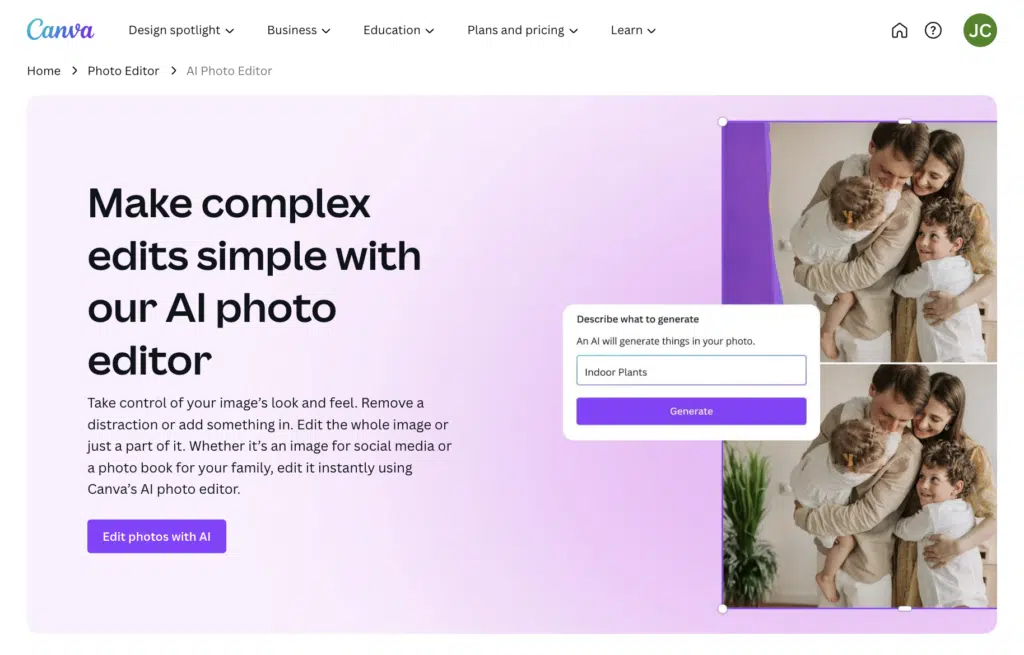 Canva
Design spotlight
Business
Education
Plans and pricing
Learn
JC
Home > Photo Editor > AI Photo Editor
Make complex
edits simple with
our AI photo
editor
Take control of your image’s look and feel. Remove a
distraction or add something in. Edit the whole image or
just a part of it. Whether it’s an image for social media or
a photo book for your family, edit it instantly using
Canva’s AI photo editor.
Edit photos with AI
Describe what to generate
An AI will generate things in your photo.
Indoor Plants
Generate